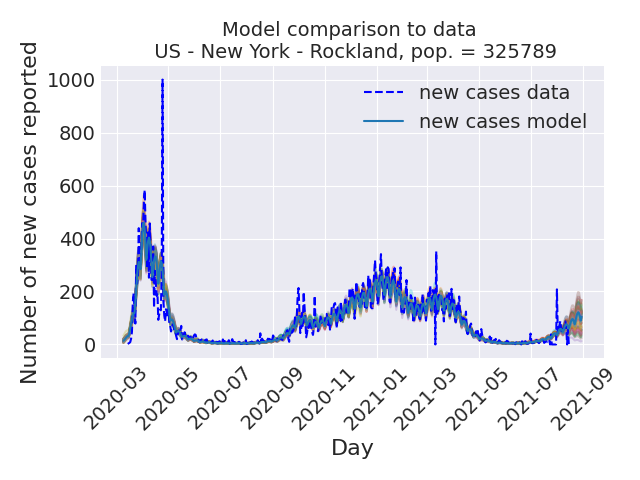 Model comparison to data
US - New York - Rockland, pop. = 325789
Number of new cases reported
1000
800
600
400
200
0
new cases data
new cases model
2020-03
2020-05
2020-07
2020-09
2020-11
2021-01
2021-03
2021-05
2021-07
2021-09
Day